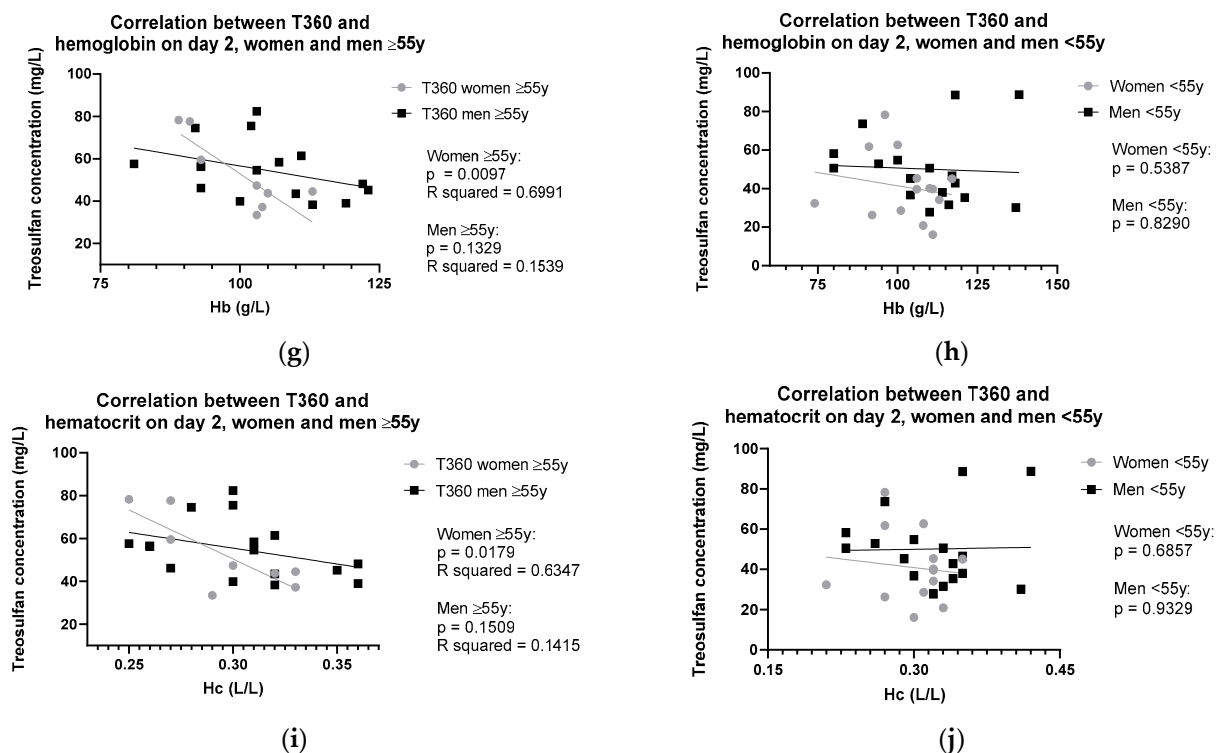 Correlation between T360 and
hemoglobin on day 2, women and men ≥55y
Treosulfan concentration (mg/L)
100
80
60
40
20
75
100
125
Hb (g/L)
T360 women ≥55y
T360 men ≥55y
Women ≥55y:
p = 0.0097
R squared = 0.6991
Men ≥55y:
p = 0.1329
R squared = 0.1539
(g)
Correlation between T360 and
hemoglobin on day 2, women and men <55y
Treosulfan concentration (mg/L)
100
80
60
40
20
0
50
75
100
125
150
Hb (g/L)
Women <55y
Men <55y
Women <55y:
p = 0.5387
Men <55y:
p = 0.8290
(h)
Correlation between T360 and
hematocrit on day 2, women and men ≥55y
Treosulfan concentration (mg/L)
100
80
60
40
20
0.25
0.30
0.35
Hc (L/L)
T360 women ≥55y
T360 men ≥55y
Women ≥55y:
p = 0.0179
R squared = 0.6347
Men ≥55y:
p = 0.1509
R squared = 0.1415
(i)
Correlation between T360 and
hematocrit on day 2, women and men <55y
Treosulfan concentration (mg/L)
100
80
60
40
20
0
0.15
0.30
0.45
Hc (L/L)
Women <55y
Men <55y
Women <55y:
p = 0.6857
Men <55y:
p = 0.9329
(j)